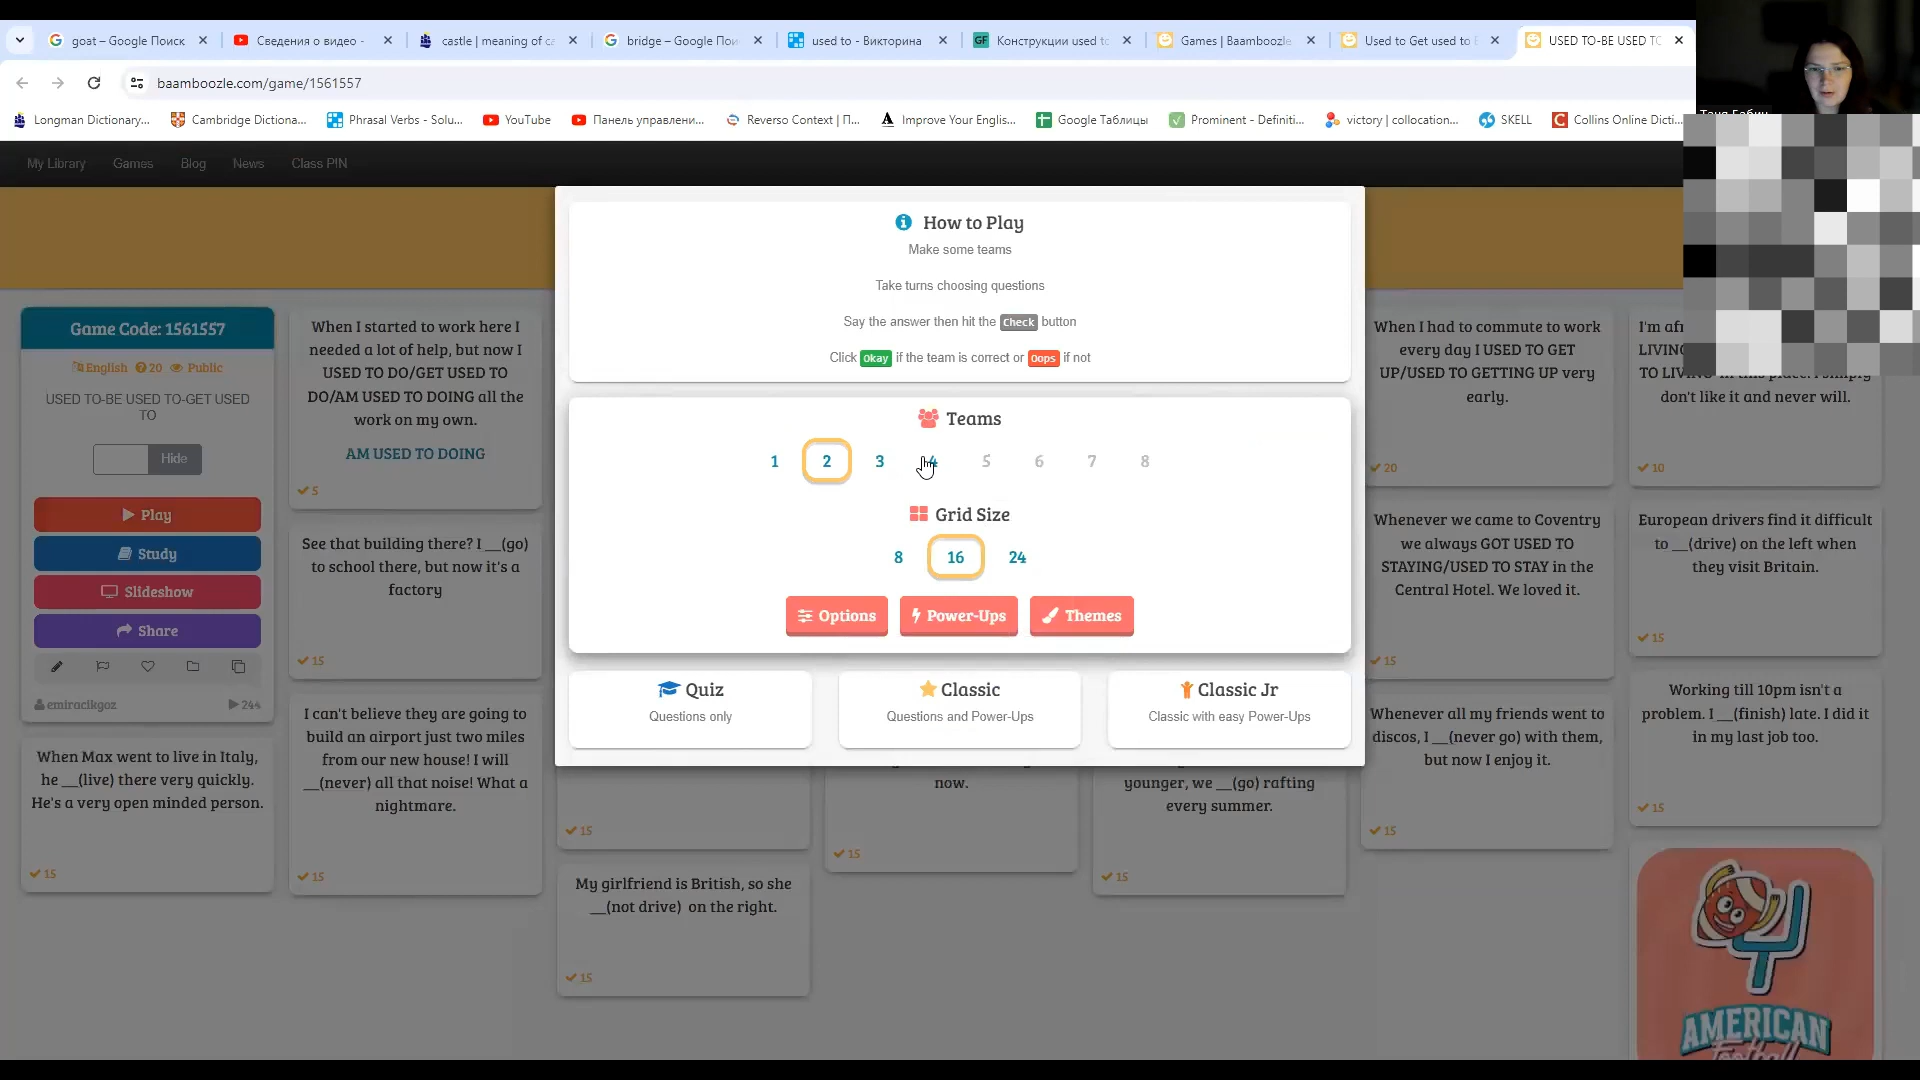 goat – Google Поиск
Сведения о видео -
castle | meaning of ca
bridge – Google Пои
used to - Викторина
Конструкции used to
Games | Baamboozle
Used to Get used to B
USED TO-BE USED TO
baamboozle.com/game/1561557
Longman Dictionary...
Cambridge Dictiona...
Phrasal Verbs - Solu...
YouTube
Панель управлени...
Reverso Context | П...
Improve Your Englis...
Google Таблицы
Prominent - Definiti...
victory | collocation...
SKELL
Collins Online Dicti...
My Library
Games
Blog
News
Class PIN
How to Play
Make some teams
Take turns choosing questions
Say the answer then hit the Check button
Click Okay if the team is correct or Oops if not
Teams
1 2 3 4 5 6 7 8
Grid Size
8 16 24
Options
Power-Ups
Themes
Quiz
Questions only
Classic
Questions and Power-Ups
Classic Jr
Classic with easy Power-Ups
Game Code: 1561557
English 20 Public
USED TO-BE USED TO-GET USED
TO
Hide
Play
Study
Slideshow
Share
emiracikgoz
244
When Max went to live in Italy,
he __(live) there very quickly.
He's a very open minded person.
15
When I started to work here I
needed a lot of help, but now I
USED TO DO/GET USED TO
DO/AM USED TO DOING all the
work on my own.
AM USED TO DOING
5
See that building there? I __(go)
to school there, but now it's a
factory
15
I can't believe they are going to
build an airport just two miles
from our new house! I will
__(never) all that noise! What a
nightmare.
15
15
My girlfriend is British, so she
__(not drive) on the right.
15
now.
15
younger, we __(go) rafting
every summer.
15
When I had to commute to work
every day I USED TO GET
UP/USED TO GETTING UP very
early.
20
Whenever we came to Coventry
we always GOT USED TO
STAYING/USED TO STAY in the
Central Hotel. We loved it.
15
Whenever all my friends went to
discos, I __(never go) with them,
but now I enjoy it.
15
I'm
LIVING
TO
don't like it and never will.
10
European drivers find it difficult
to __(drive) on the left when
they visit Britain.
15
Working till 10pm isn't a
problem. I __(finish) late. I did it
in my last job too.
15
AMERICAN
Football